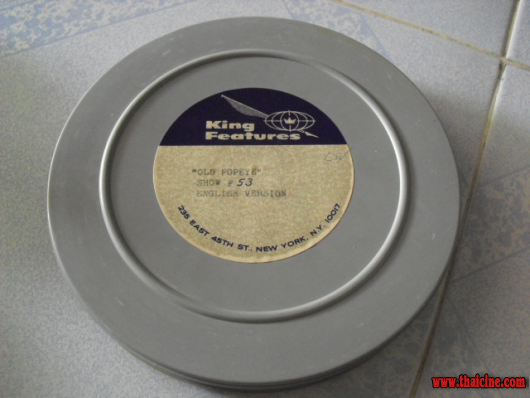 King
Features
"OLD POPEYE"
SHOW # 53
ENGLISH VERSION
235 EAST 45TH ST., NEW YORK, N.Y. 10017
www.thaicine.com